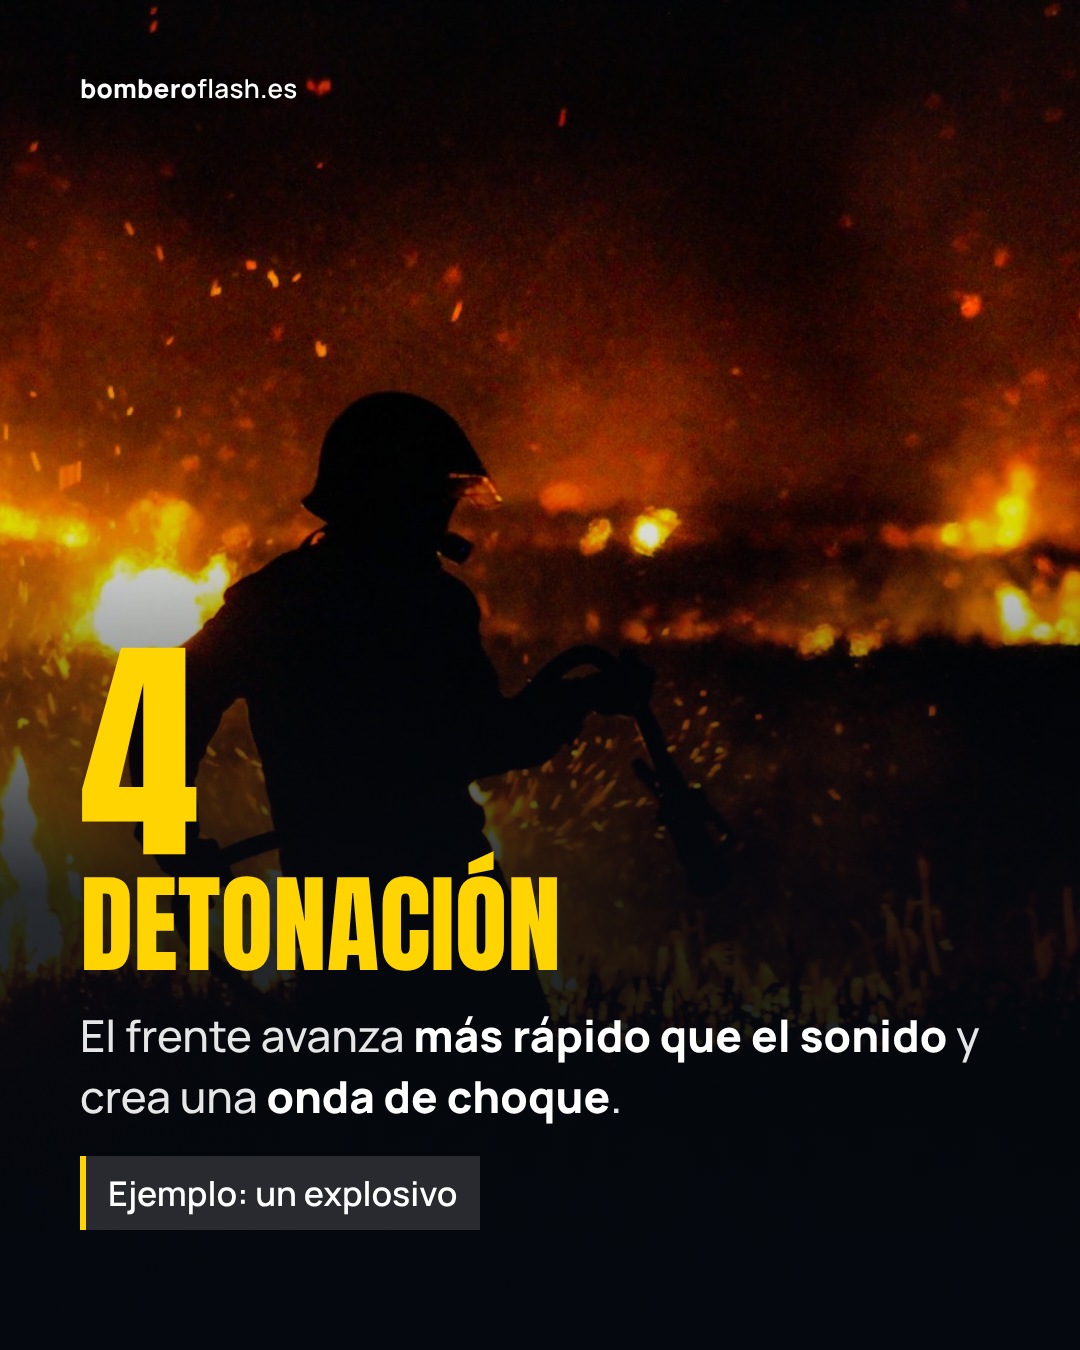 bomberoflash.es
4
DETONACIÓN
El frente avanza más rápido que el sonido y
crea una onda de choque.
Ejemplo: un explosivo